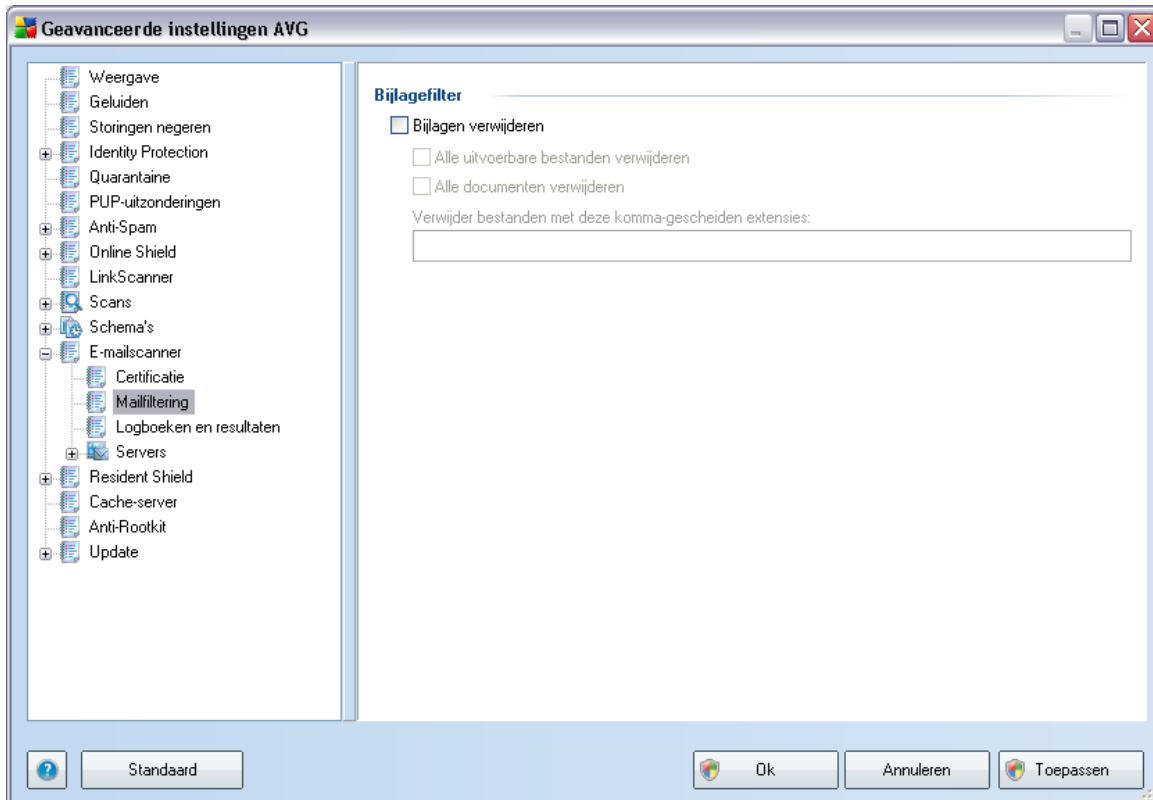 Geavanceerde instellingen AVG
Weergave
Geluiden
Storingen negeren
Identity Protection
Quarantaine
PUP-uitzonderingen
Anti-Spam
Online Shield
LinkScanner
Scans
Schema's
E-mailscanner
Certificatie
Mailfiltering
Logboeken en resultaten
Servers
Resident Shield
Cache-server
Anti-Rootkit
Update
Bijlagefilter
Bijlagen verwijderen
Alle uitvoerbare bestanden verwijderen
Alle documenten verwijderen
Verwijder bestanden met deze komma-gescheiden extensies:
Standaard
Ok
Annuleren
Toepassen